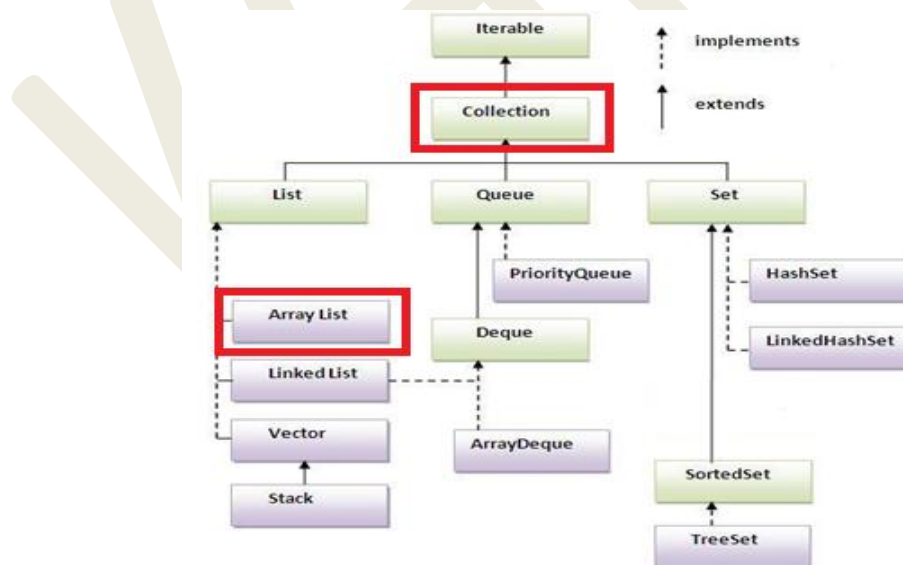 Iterable
implements
Collection
extends
List
Queue
Set
PriorityQueue
HashSet
Array List
Deque
LinkedHashSet
Linked List
Vector
ArrayDeque
Stack
SortedSet
TreeSet